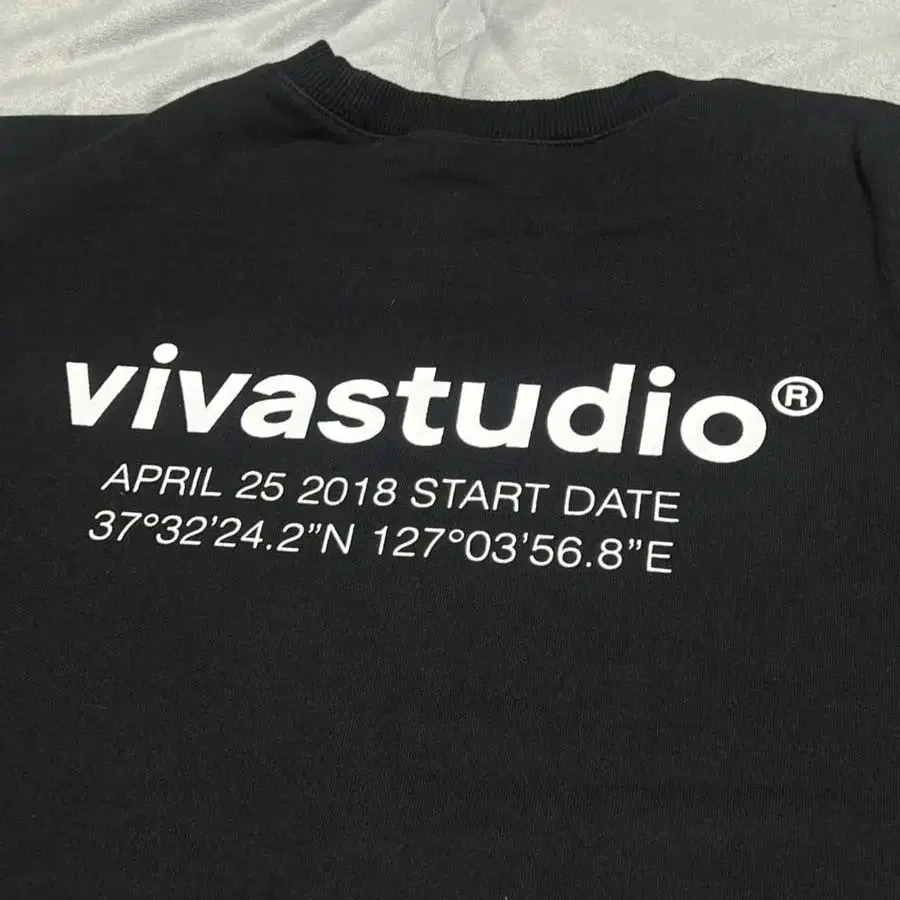 vivastudio®
APRIL 25 2018 START DATE
37°32’24.2”N 127°03’56.8”E